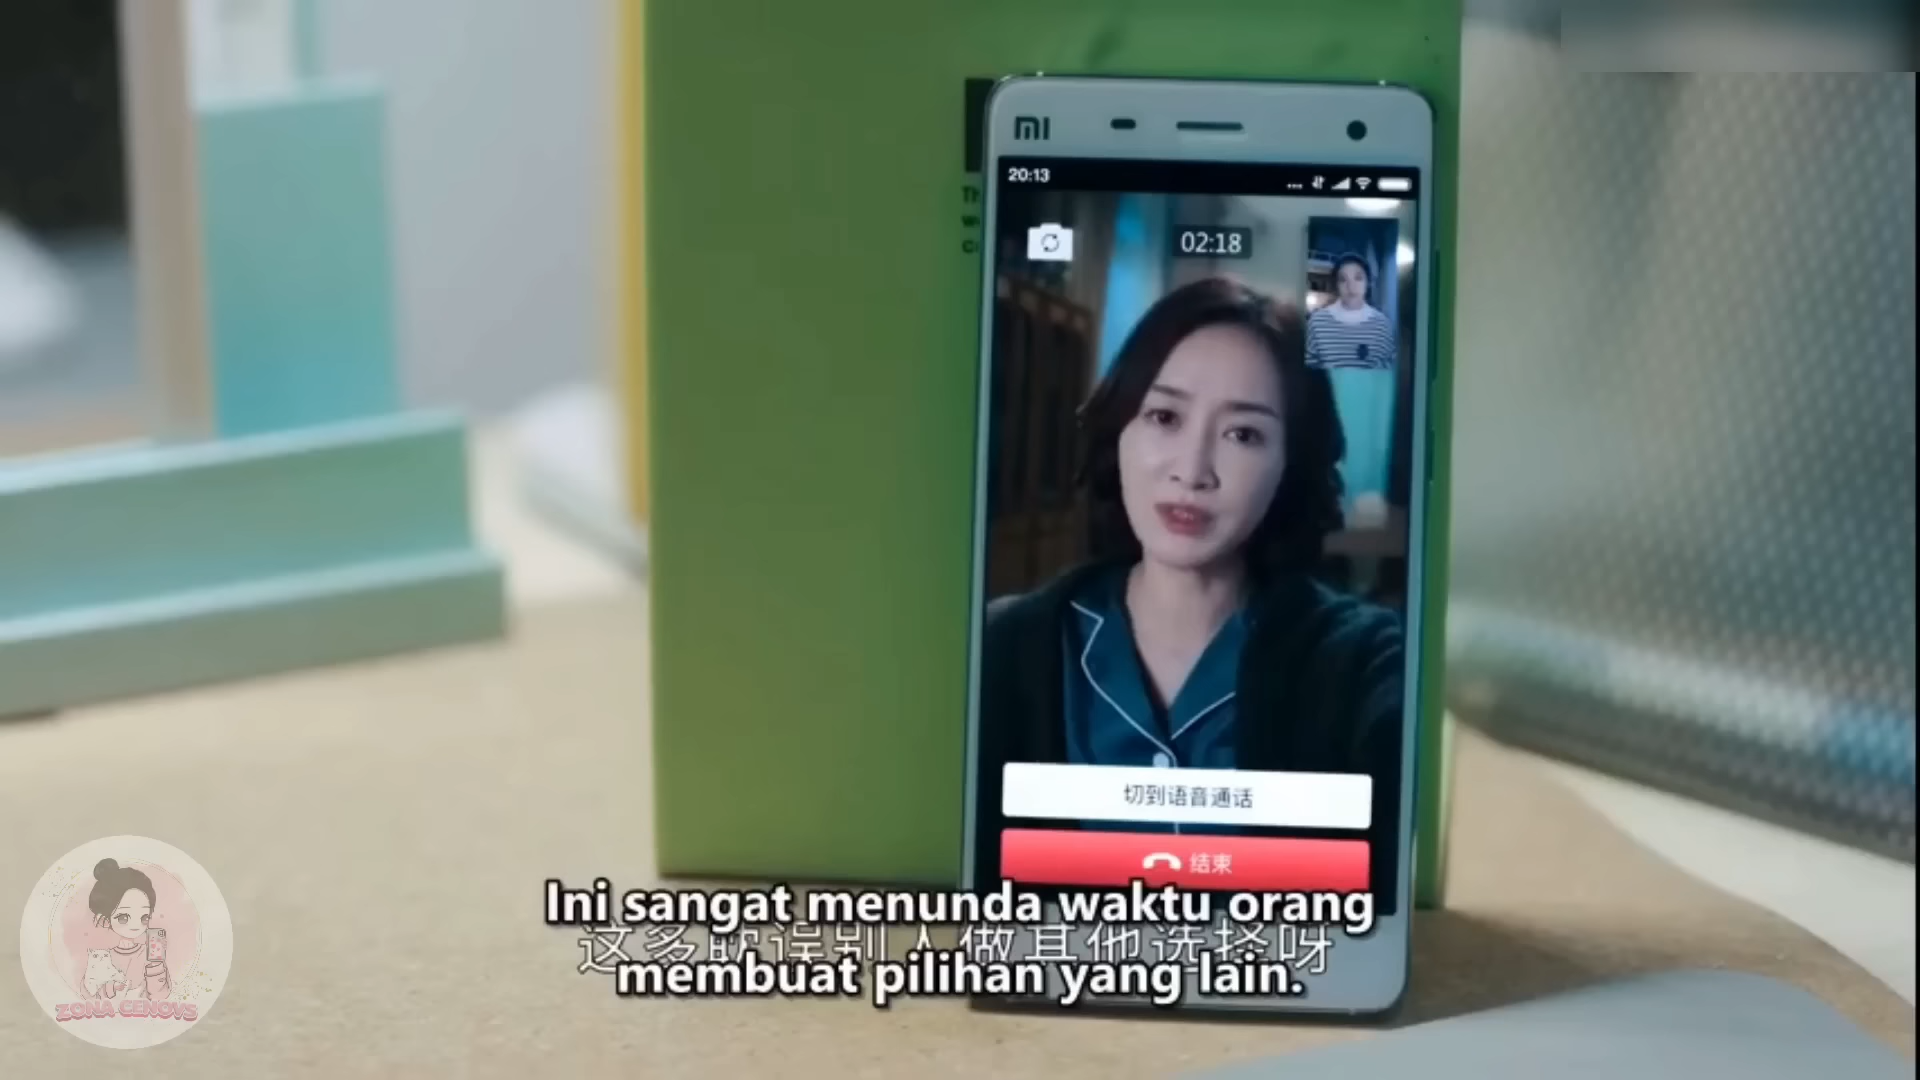 MI
20:13
02:18
切到语音通话
结束
Ini sangat menunda waktu orang
这多耽误别人做其他选择呀
membuat pilihan yang lain.
ZONA CENOVS